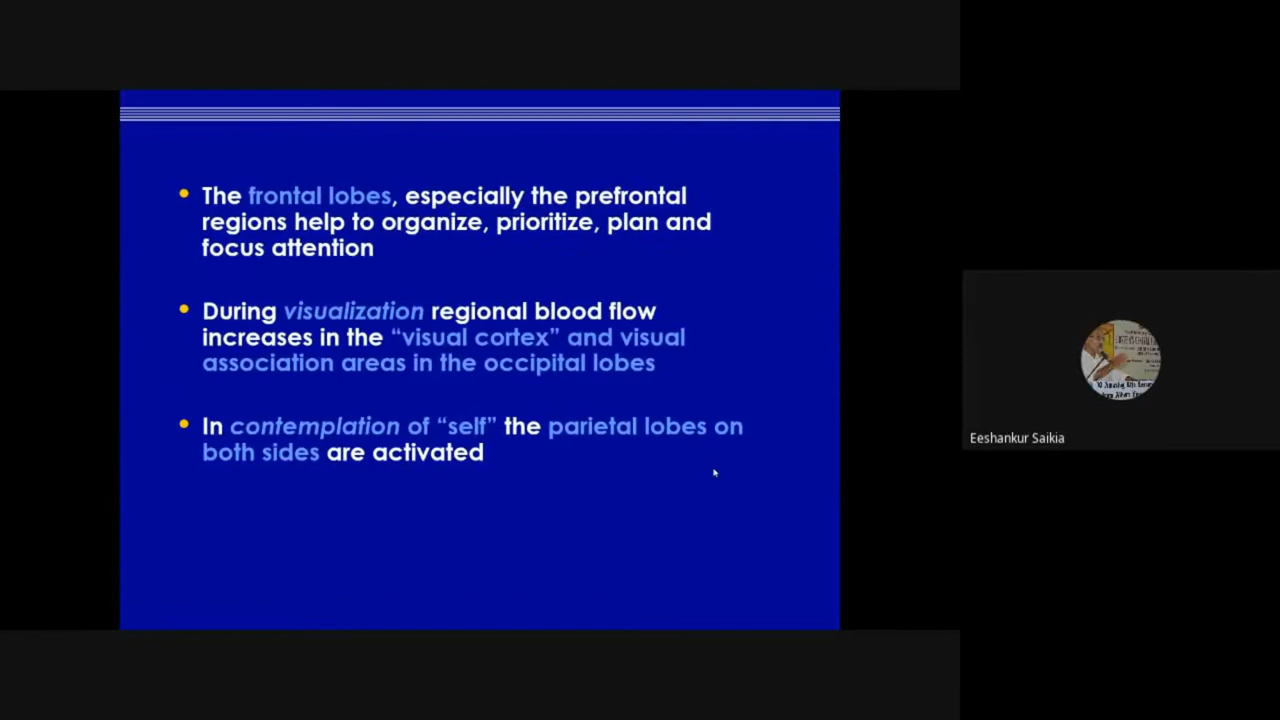 The frontal lobes, especially the prefrontal
regions help to organize, prioritize, plan and
focus attention
During visualization regional blood flow
increases in the “visual cortex” and visual
association areas in the occipital lobes
In contemplation of “self” the parietal lobes on
both sides are activated
Eeshankur Saikia